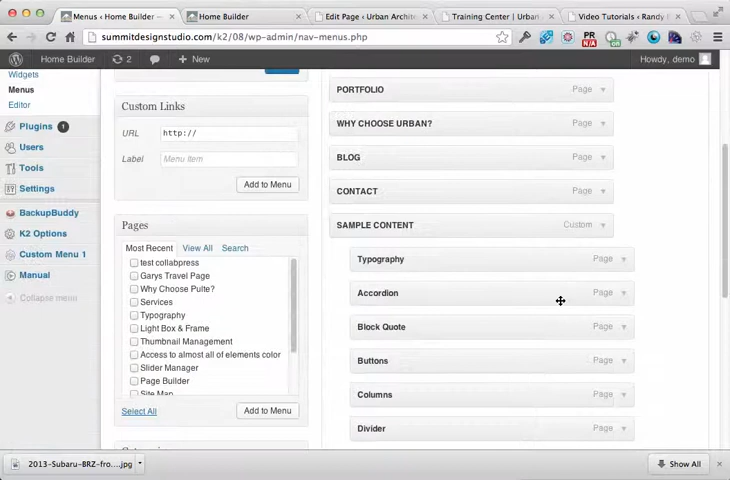 Menus ‹ Home Builder —
Home Builder
Edit Page ‹ Urban Archite
Training Center | Urban
Video Tutorials ‹ Randy
summitdesignstudio.com/k2/08/wp-admin/nav-menus.php
PR
N/A
Home Builder
2
New
Howdy, demo
Widgets
Menus
Editor
Plugins 1
Users
Tools
Settings
BackupBuddy
K2 Options
Custom Menu 1
Manual
Collapse menu
Custom Links
URL http://
Label Menu Item
Add to Menu
Pages
Most Recent View All Search
test collabpress
Garys Travel Page
Why Choose Pulte?
Services
Typography
Light Box & Frame
Thumbnail Management
Access to almost all of elements color
Slider Manager
Page Builder
Site Map
Select All
Add to Menu
PORTFOLIO Page
WHY CHOOSE URBAN? Page
BLOG Page
CONTACT Page
SAMPLE CONTENT Custom
Typography Page
Accordion Page
Block Quote Page
Buttons Page
Columns Page
Divider Page
2013-Subaru-BRZ-fro....jpg
Show All